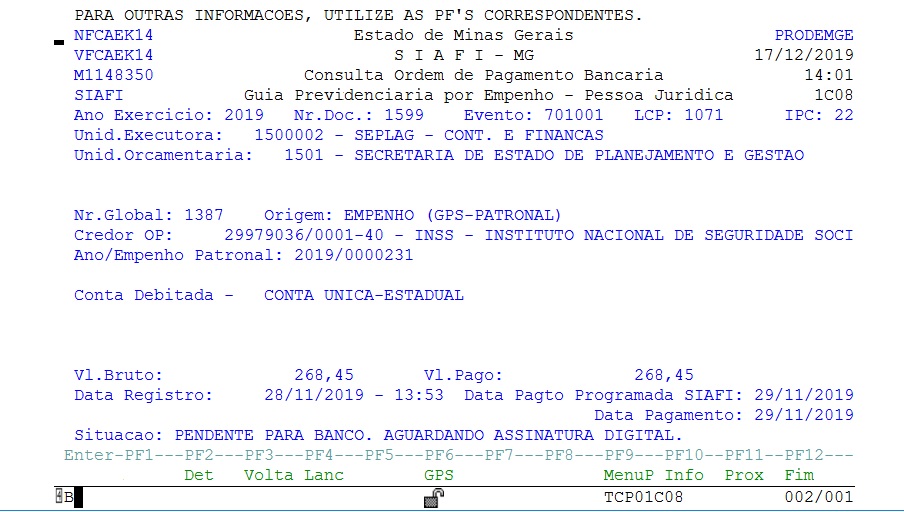 PARA OUTRAS INFORMACOES, UTILIZE AS PF'S CORRESPONDENTES.
NFCAEK14 Estado de Minas Gerais PRODEMGE
VFCAEK14 S I A F I - MG 17/12/2019
M1148350 Consulta Ordem de Pagamento Bancaria 14:01
SIAFI Guia Previdenciaria por Empenho - Pessoa Juridica 1C08
Ano Exercicio: 2019 Nr.Doc.: 1599 Evento: 701001 LCP: 1071 IPC: 22
Unid.Executora: 1500002 - SEPLAG - CONT. E FINANCAS
Unid.Orcamentaria: 1501 - SECRETARIA DE ESTADO DE PLANEJAMENTO E GESTAO
Nr.Global: 1387 Origem: EMPENHO (GPS-PATRONAL)
Credor OP: 29979036/0001-40 - INSS - INSTITUTO NACIONAL DE SEGURIDADE SOCI
Ano/Empenho Patronal: 2019/0000231
Conta Debitada - CONTA UNICA-ESTADUAL
Vl.Bruto: 268,45 Vl.Pago: 268,45
Data Registro: 28/11/2019 - 13:53 Data Pagto Programada SIAFI: 29/11/2019
Data Pagamento: 29/11/2019
Situacao: PENDENTE PARA BANCO. AGUARDANDO ASSINATURA DIGITAL.
Enter-PF1---PF2---PF3---PF4---PF5---PF6---PF7---PF8---PF9---PF10--PF11--PF12---
Det Volta Lanc GPS MenuP Info Prox Fim
4B TCP01C08 002/001